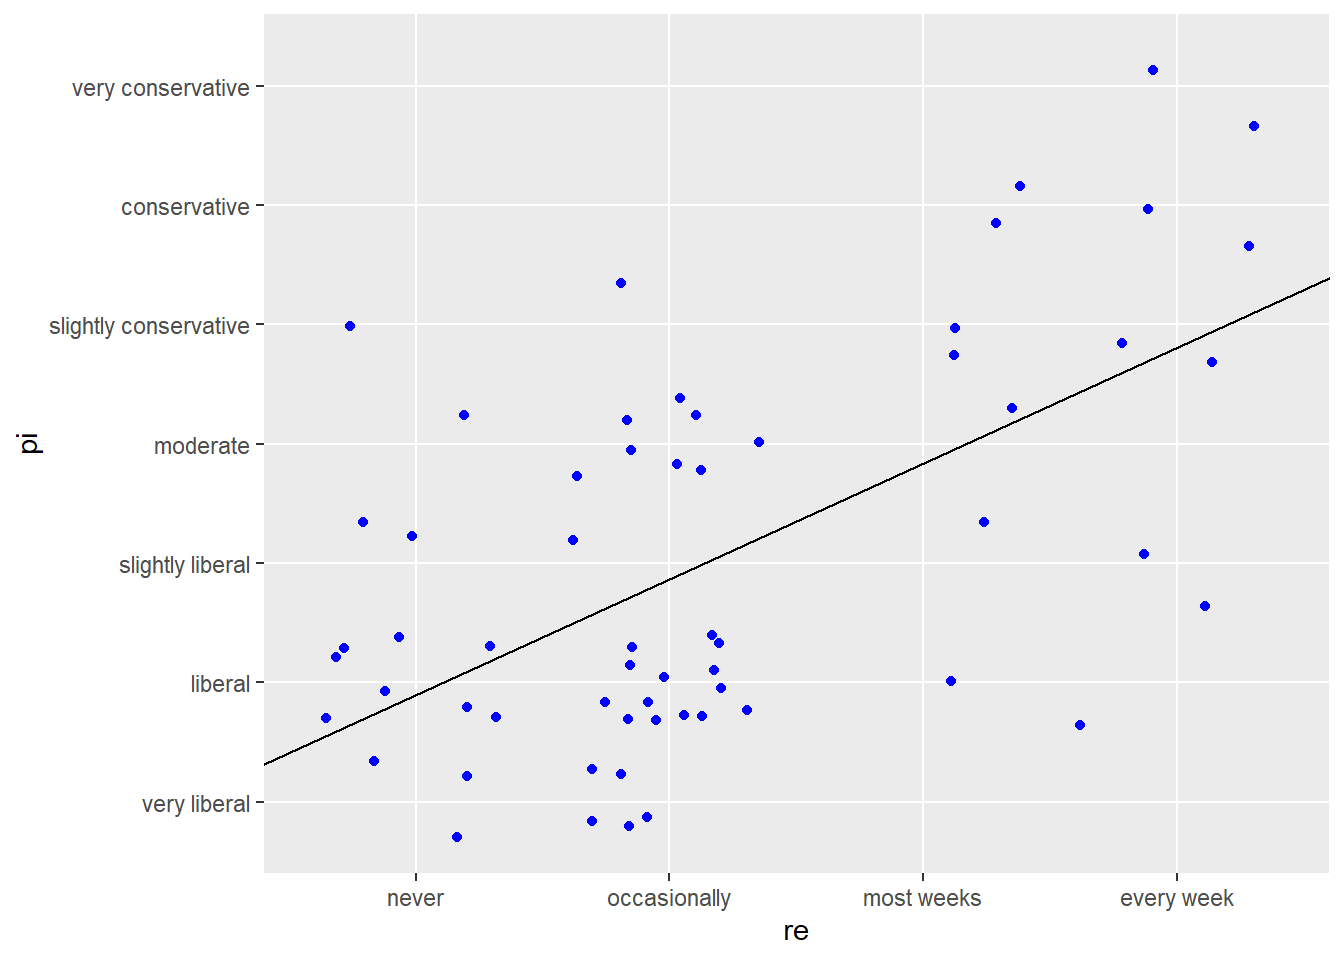 very conservative
conservative
slightly conservative
moderate
slightly liberal
liberal
very liberal
pi
never
occasionally
most weeks
every week
re